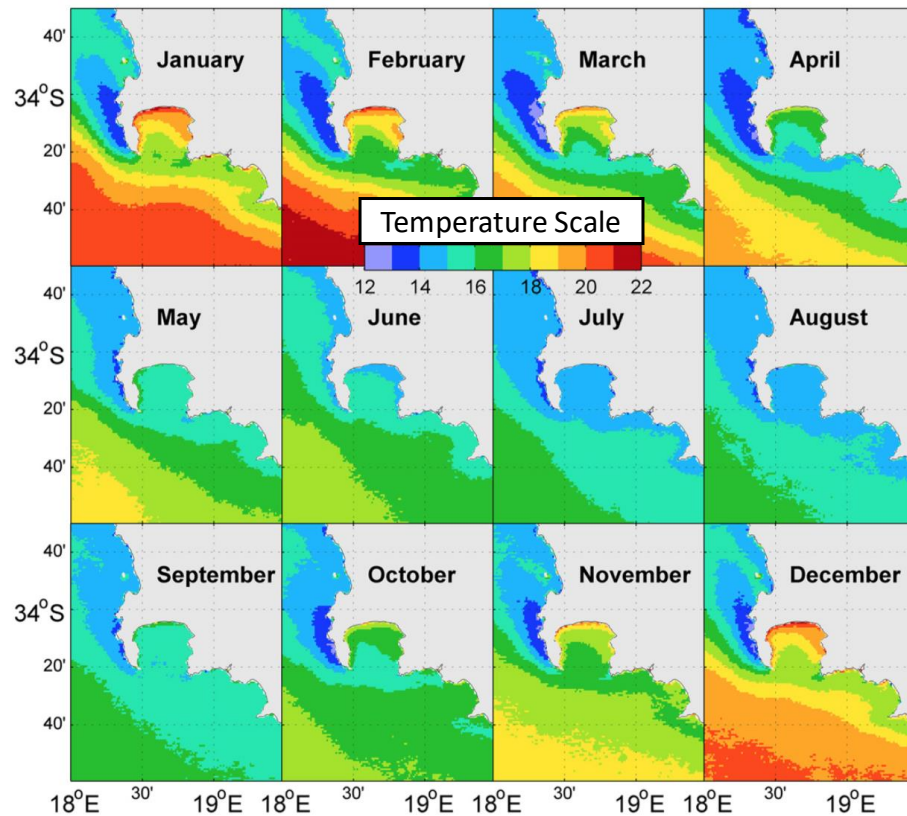 40'
January
February
March
April
34°S
20'
40'
Temperature Scale
12 14 16 18 20 22
40'
May
June
July
August
34°S
20'
40'
40'
September
October
November
December
34°S
20'
40'
18°E 30' 19°E 18°E 30' 19°E 18°E 30' 19°E 18°E 30' 19°E